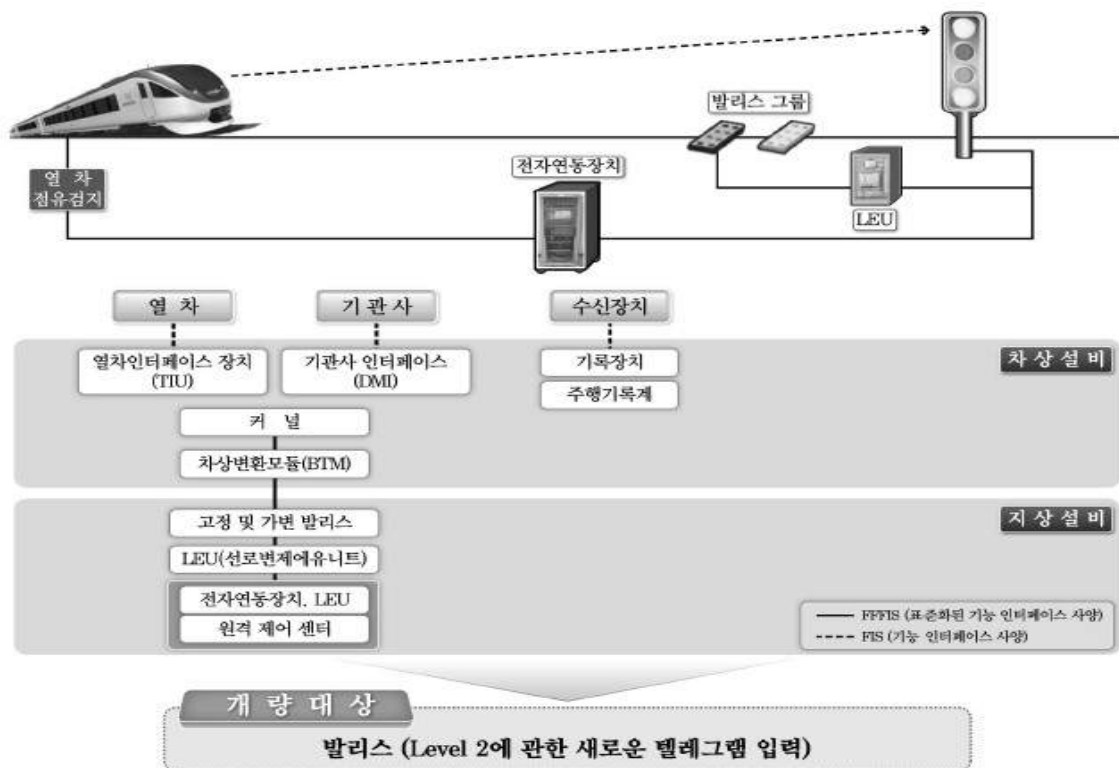 발리스 그룹
열 차
점유검지
전자연동장치
LEU
열 차
기 관 사
수신장치
열차인터페이스 장치
(TIU)
기관사 인터페이스
(DMI)
기록장치
주행기록계
차 상 설 비
커 널
차상변환모듈(BTM)
고정 및 가변 발리스
지 상 설 비
LEU(선로변제에유니트)
전자연동장치, LEU
원격 제어 센터
FFFIS (표준화된 기능 인터페이스 사양)
FIS (기능 인터페이스 사양)
개 량 대 상
발리스 (Level 2에 관한 새로운 텔레그램 입력)